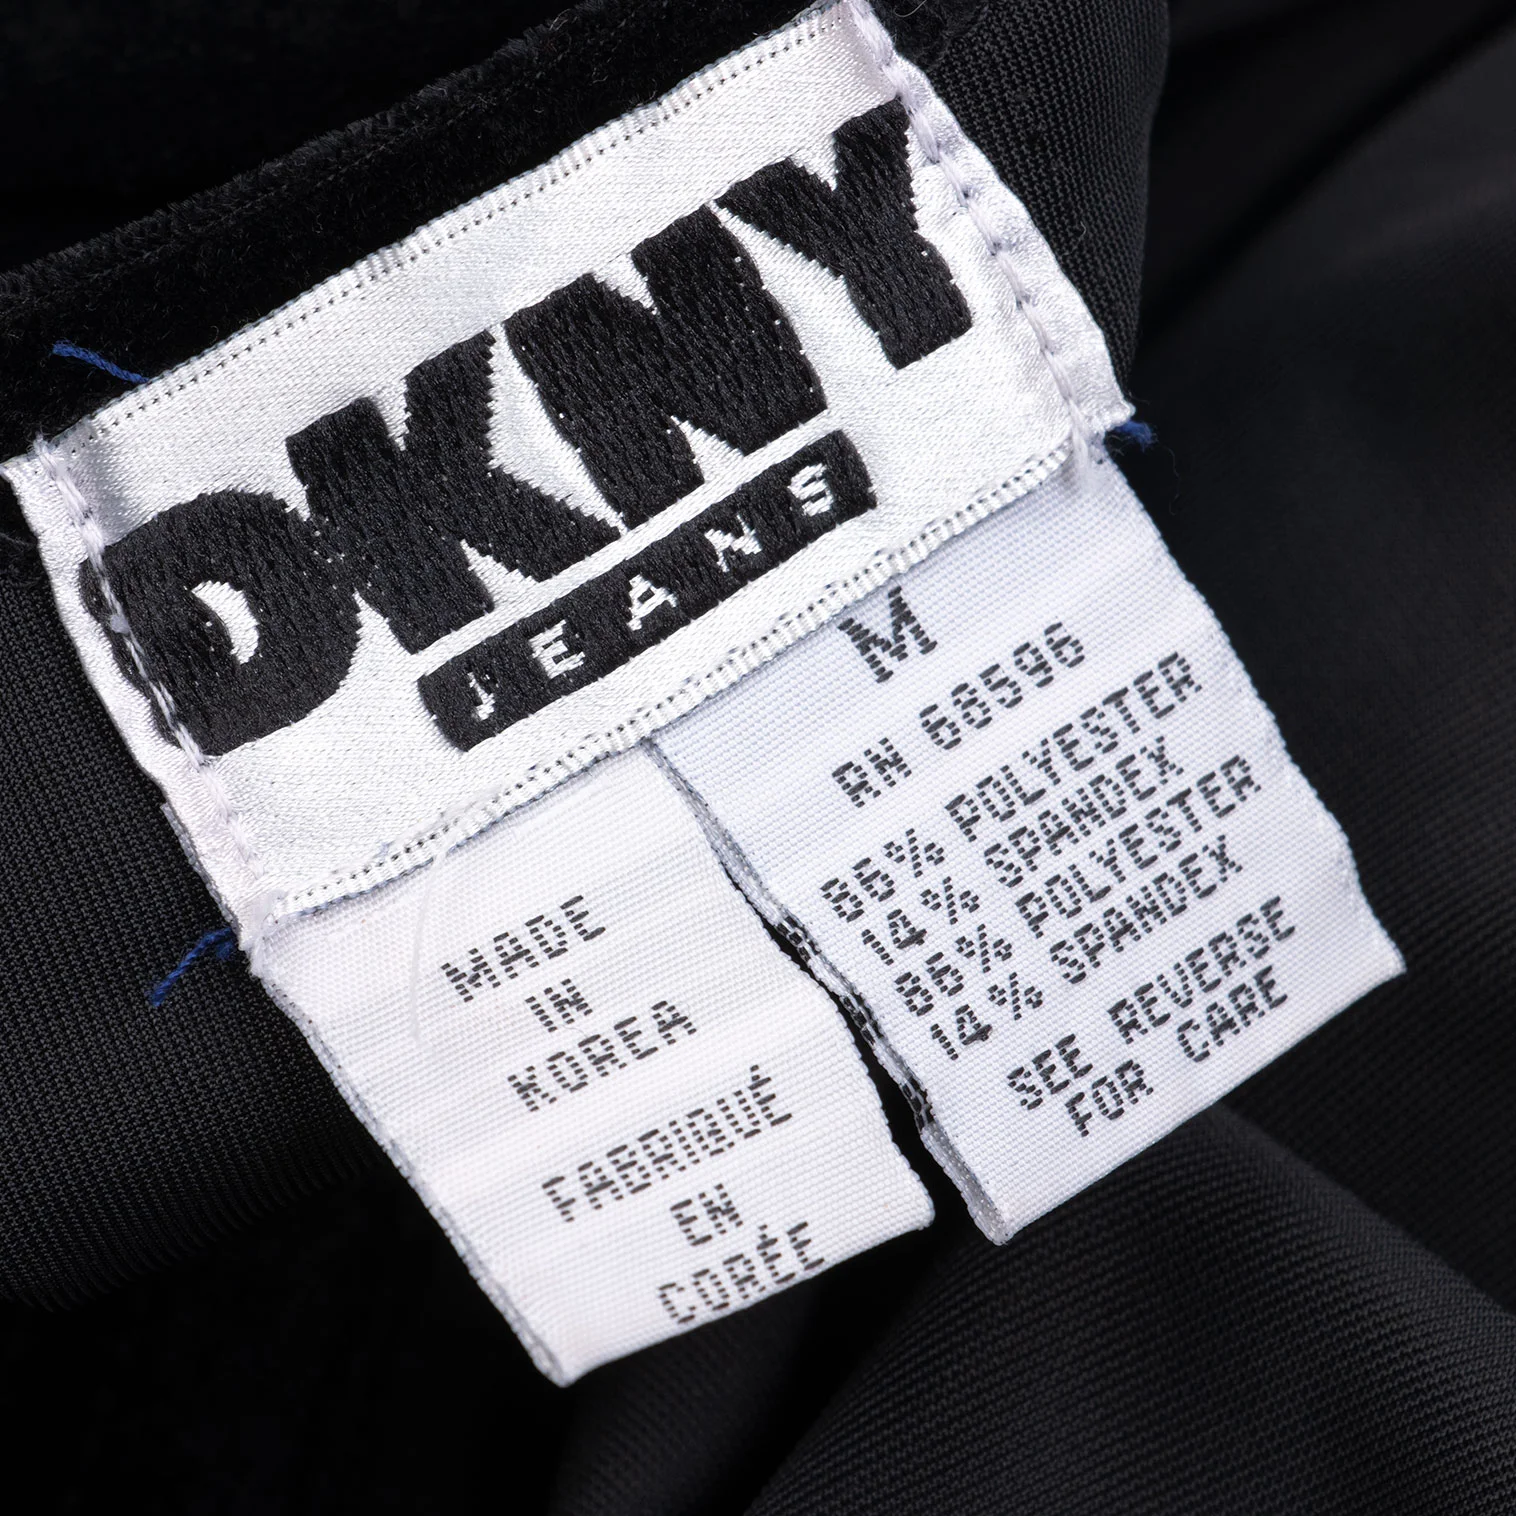 DKNY
JEANS
M
RN 68596
86% POLYESTER
14% SPANDEX
86% POLYESTER
14% SPANDEX
SEE REVERSE
FOR CARE
MADE
IN
KOREA
FABRIQUÉ
EN
CORÉE